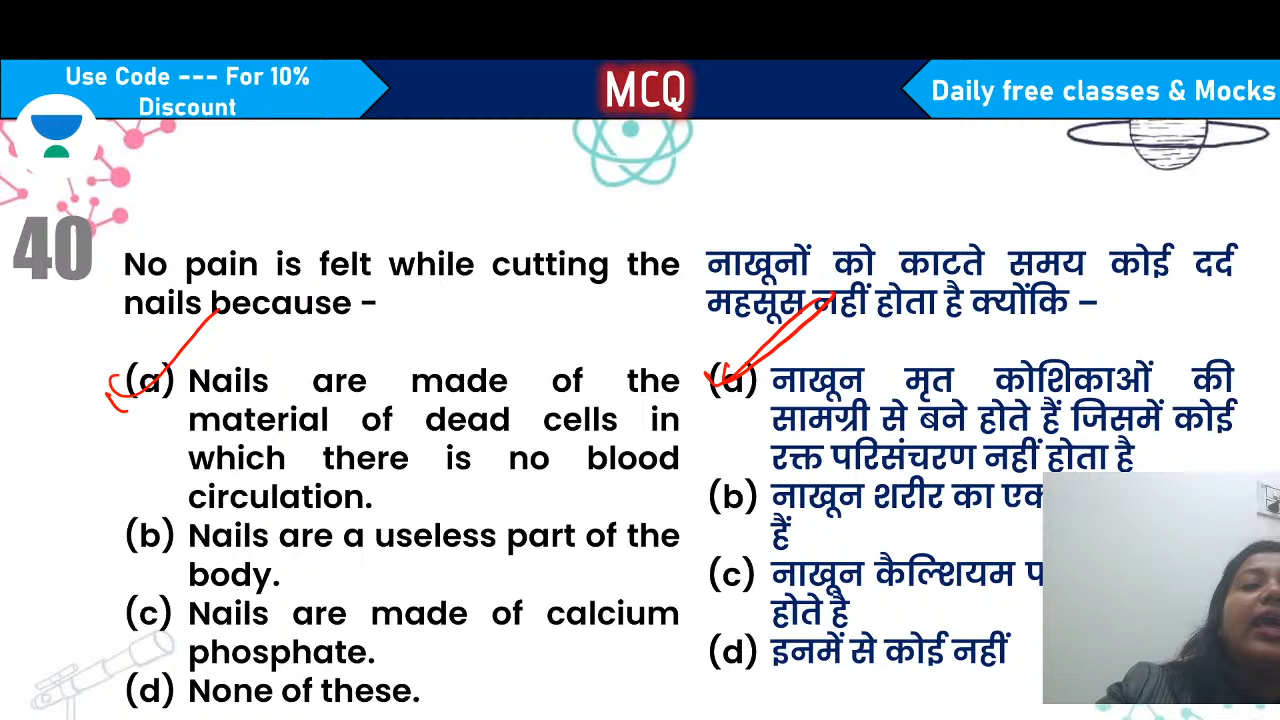 Use Code --- For 10%
Discount
MCQ
Daily free classes & Mocks
40
No pain is felt while cutting the
nails because -
(a) Nails are made of the
material of dead cells in
which there is no blood
circulation.
(b) Nails are a useless part of the
body.
(c) Nails are made of calcium
phosphate.
(d) None of these.
नाखूनों को काटते समय कोई दर्द
महसूस नहीं होता है क्योंकि –
(a) नाखून मृत कोशिकाओं की
सामग्री से बने होते हैं जिसमें कोई
रक्त परिसंचरण नहीं होता है
(b) नाखून शरीर का एक
हैं
(c) नाखून कैल्शियम
होते है
(d) इनमें से कोई नहीं